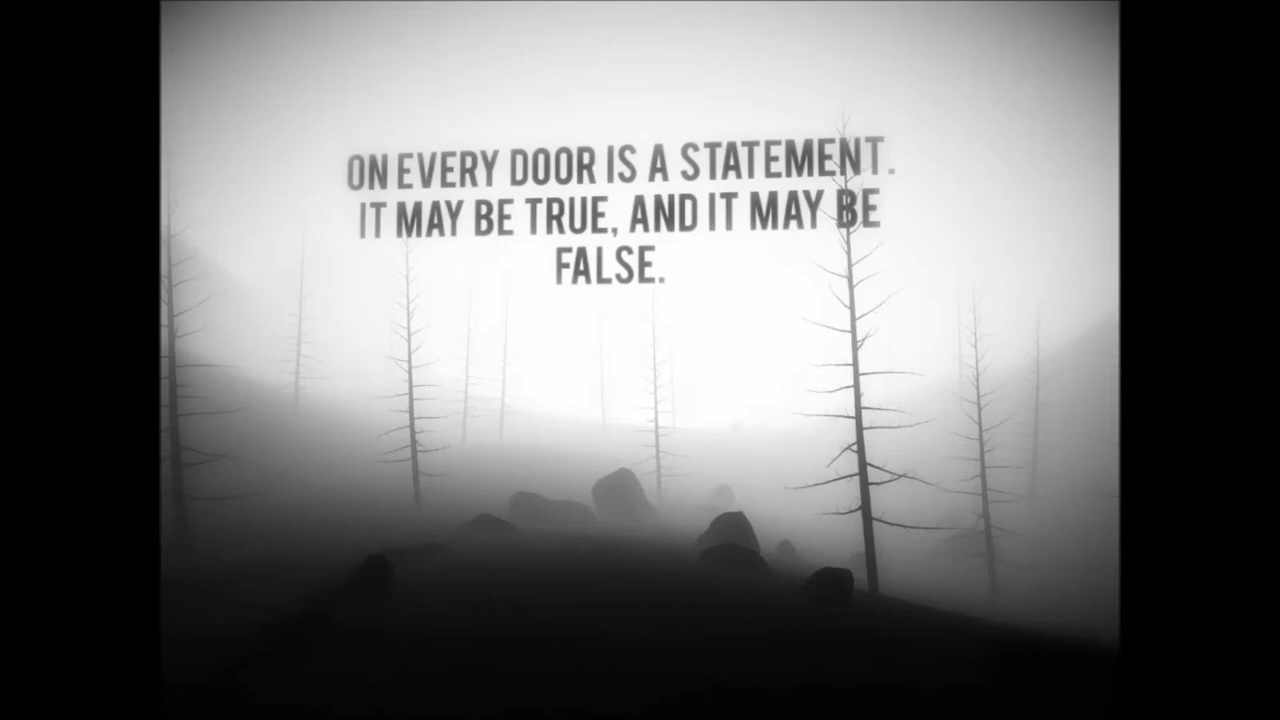 ON EVERY DOOR IS A STATEMENT.
IT MAY BE TRUE, AND IT MAY BE
FALSE.